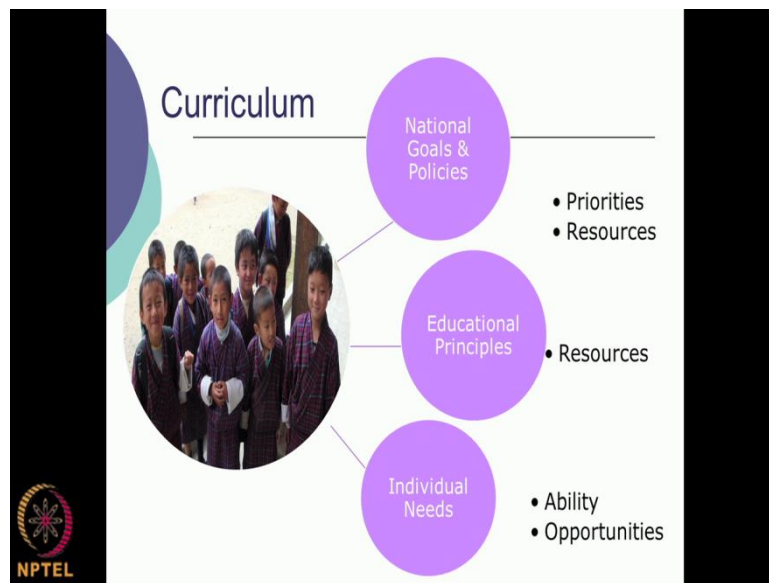 Curriculum
National
Goals &
Policies
• Priorities
• Resources
Educational
Principles
• Resources
Individual
Needs
• Ability
• Opportunities
NPTEL